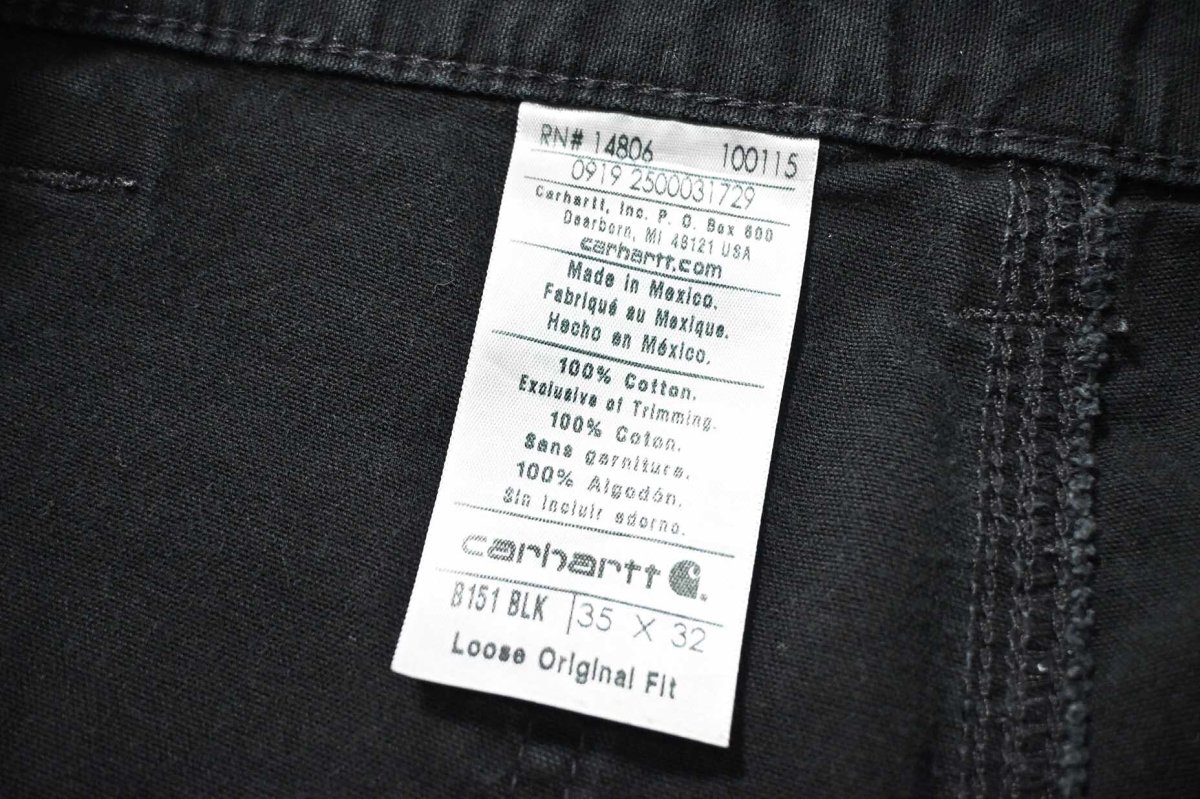 RN# 14806 100115
0919 2500031729
Carhartt, Inc. P. O. Box 600
Dearborn, MI 48121 USA
carhartt.com
Made in Mexico.
Fabriqué au Mexique.
Hecho en México.
100% Cotton.
Exclusive of Trimming.
100% Coton.
Sans garniture.
100% Algodón.
Sin incluir adorno.
carhartt
B151 BLK 35 X 32
Loose Original Fit